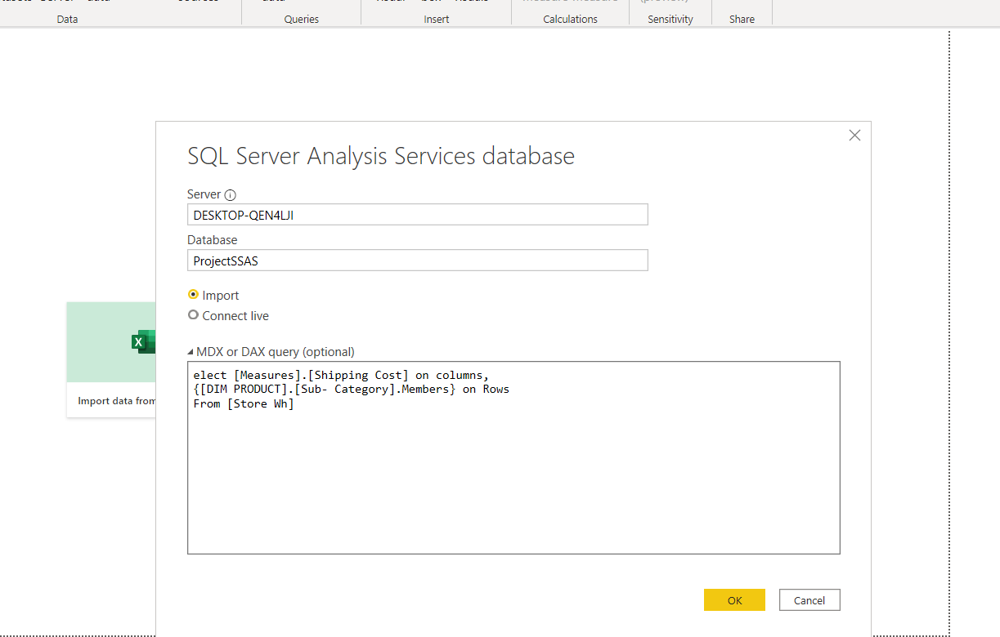 Data
Queries
Insert
Calculations
Sensitivity
Share
SQL Server Analysis Services database
Server
DESKTOP-QEN4LJI
Database
ProjectSSAS
Import
Connect live
MDX or DAX query (optional)
elect [Measures].[Shipping Cost] on columns,
{[DIM PRODUCT].[Sub- Category].Members} on Rows
From [Store Wh]
X
Import data from
OK
Cancel